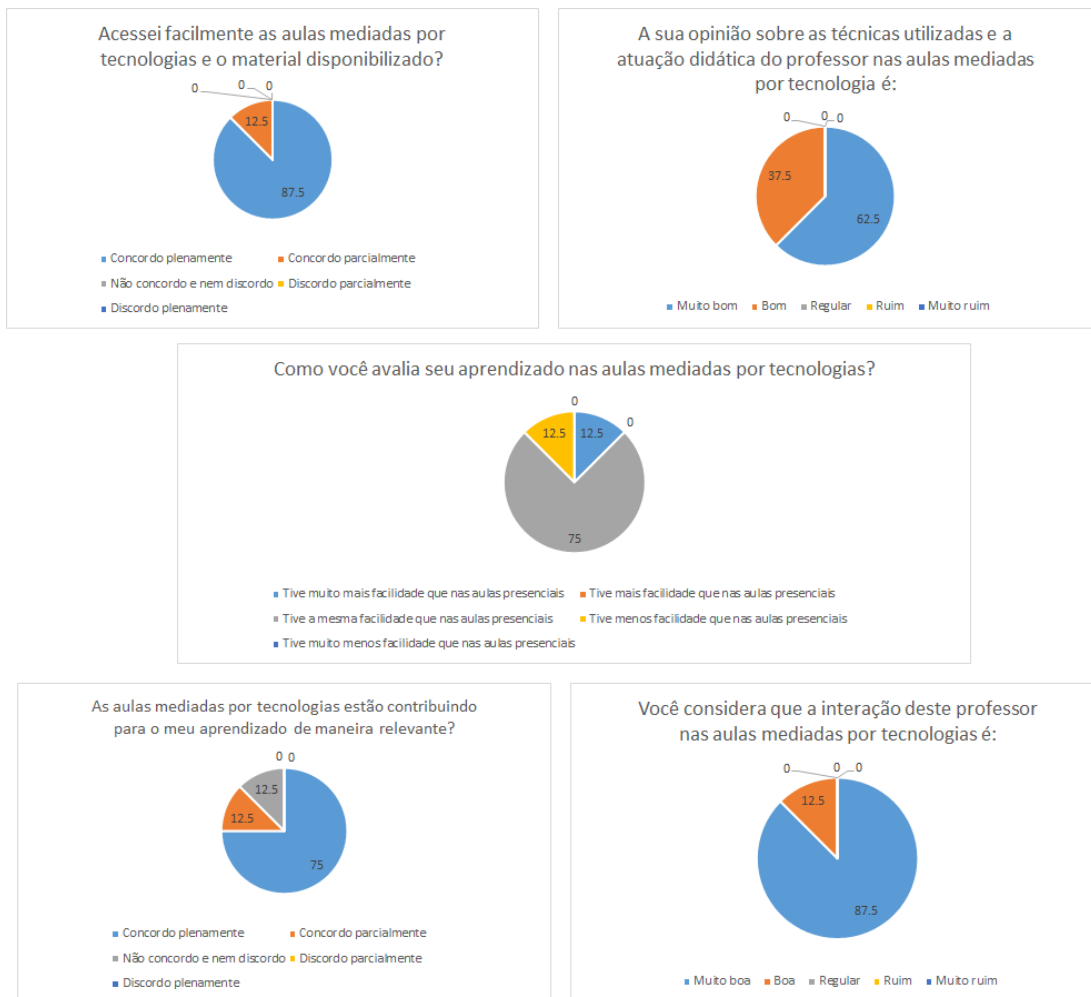 Acessei facilmente as aulas mediadas por
tecnologias e o material disponibilizado?
0
0
0
12.5
87.5
Concordo plenamente
Concordo parcialmente
Não concordo e nem discordo
Discordo parcialmente
Discordo plenamente
A sua opinião sobre as técnicas utilizadas e a
atuação didática do professor nas aulas mediadas
por tecnologia é:
0
0
0
37.5
62.5
Muito bom
Bom
Regular
Ruim
Muito ruim
Como você avalia seu aprendizado nas aulas mediadas por tecnologias?
0
0
12.5
12.5
75
Tive muito mais facilidade que nas aulas presenciais
Tive mais facilidade que nas aulas presenciais
Tive a mesma facilidade que nas aulas presenciais
Tive menos facilidade que nas aulas presenciais
Tive muito menos facilidade que nas aulas presenciais
As aulas mediadas por tecnologias estão contribuindo
para o meu aprendizado de maneira relevante?
0
0
12.5
12.5
75
Concordo plenamente
Concordo parcialmente
Não concordo e nem discordo
Discordo parcialmente
Discordo plenamente
Você considera que a interação deste professor
nas aulas mediadas por tecnologias é:
0
0
0
12.5
87.5
Muito boa
Boa
Regular
Ruim
Muito ruim